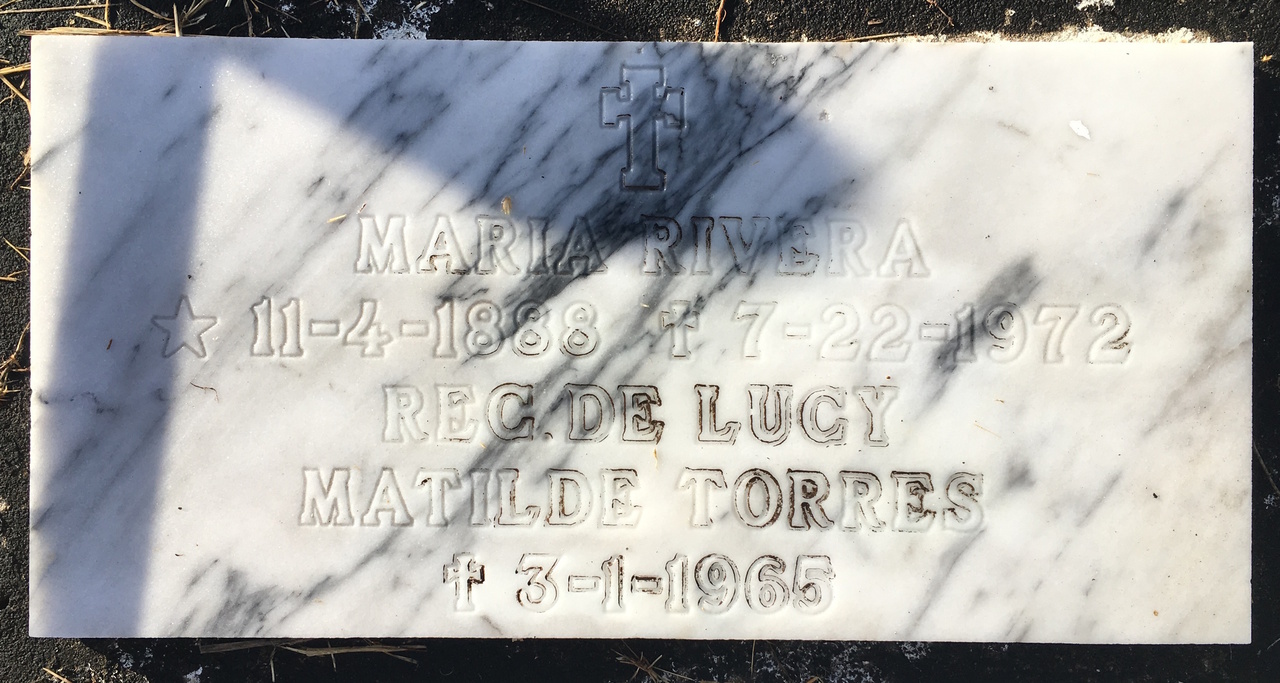 MARIA RIVERA
☆ 11-4-1888 ✝ 7-22-1972
REC. DE LUCY
MATILDE TORRES
✝ 3-1-1965